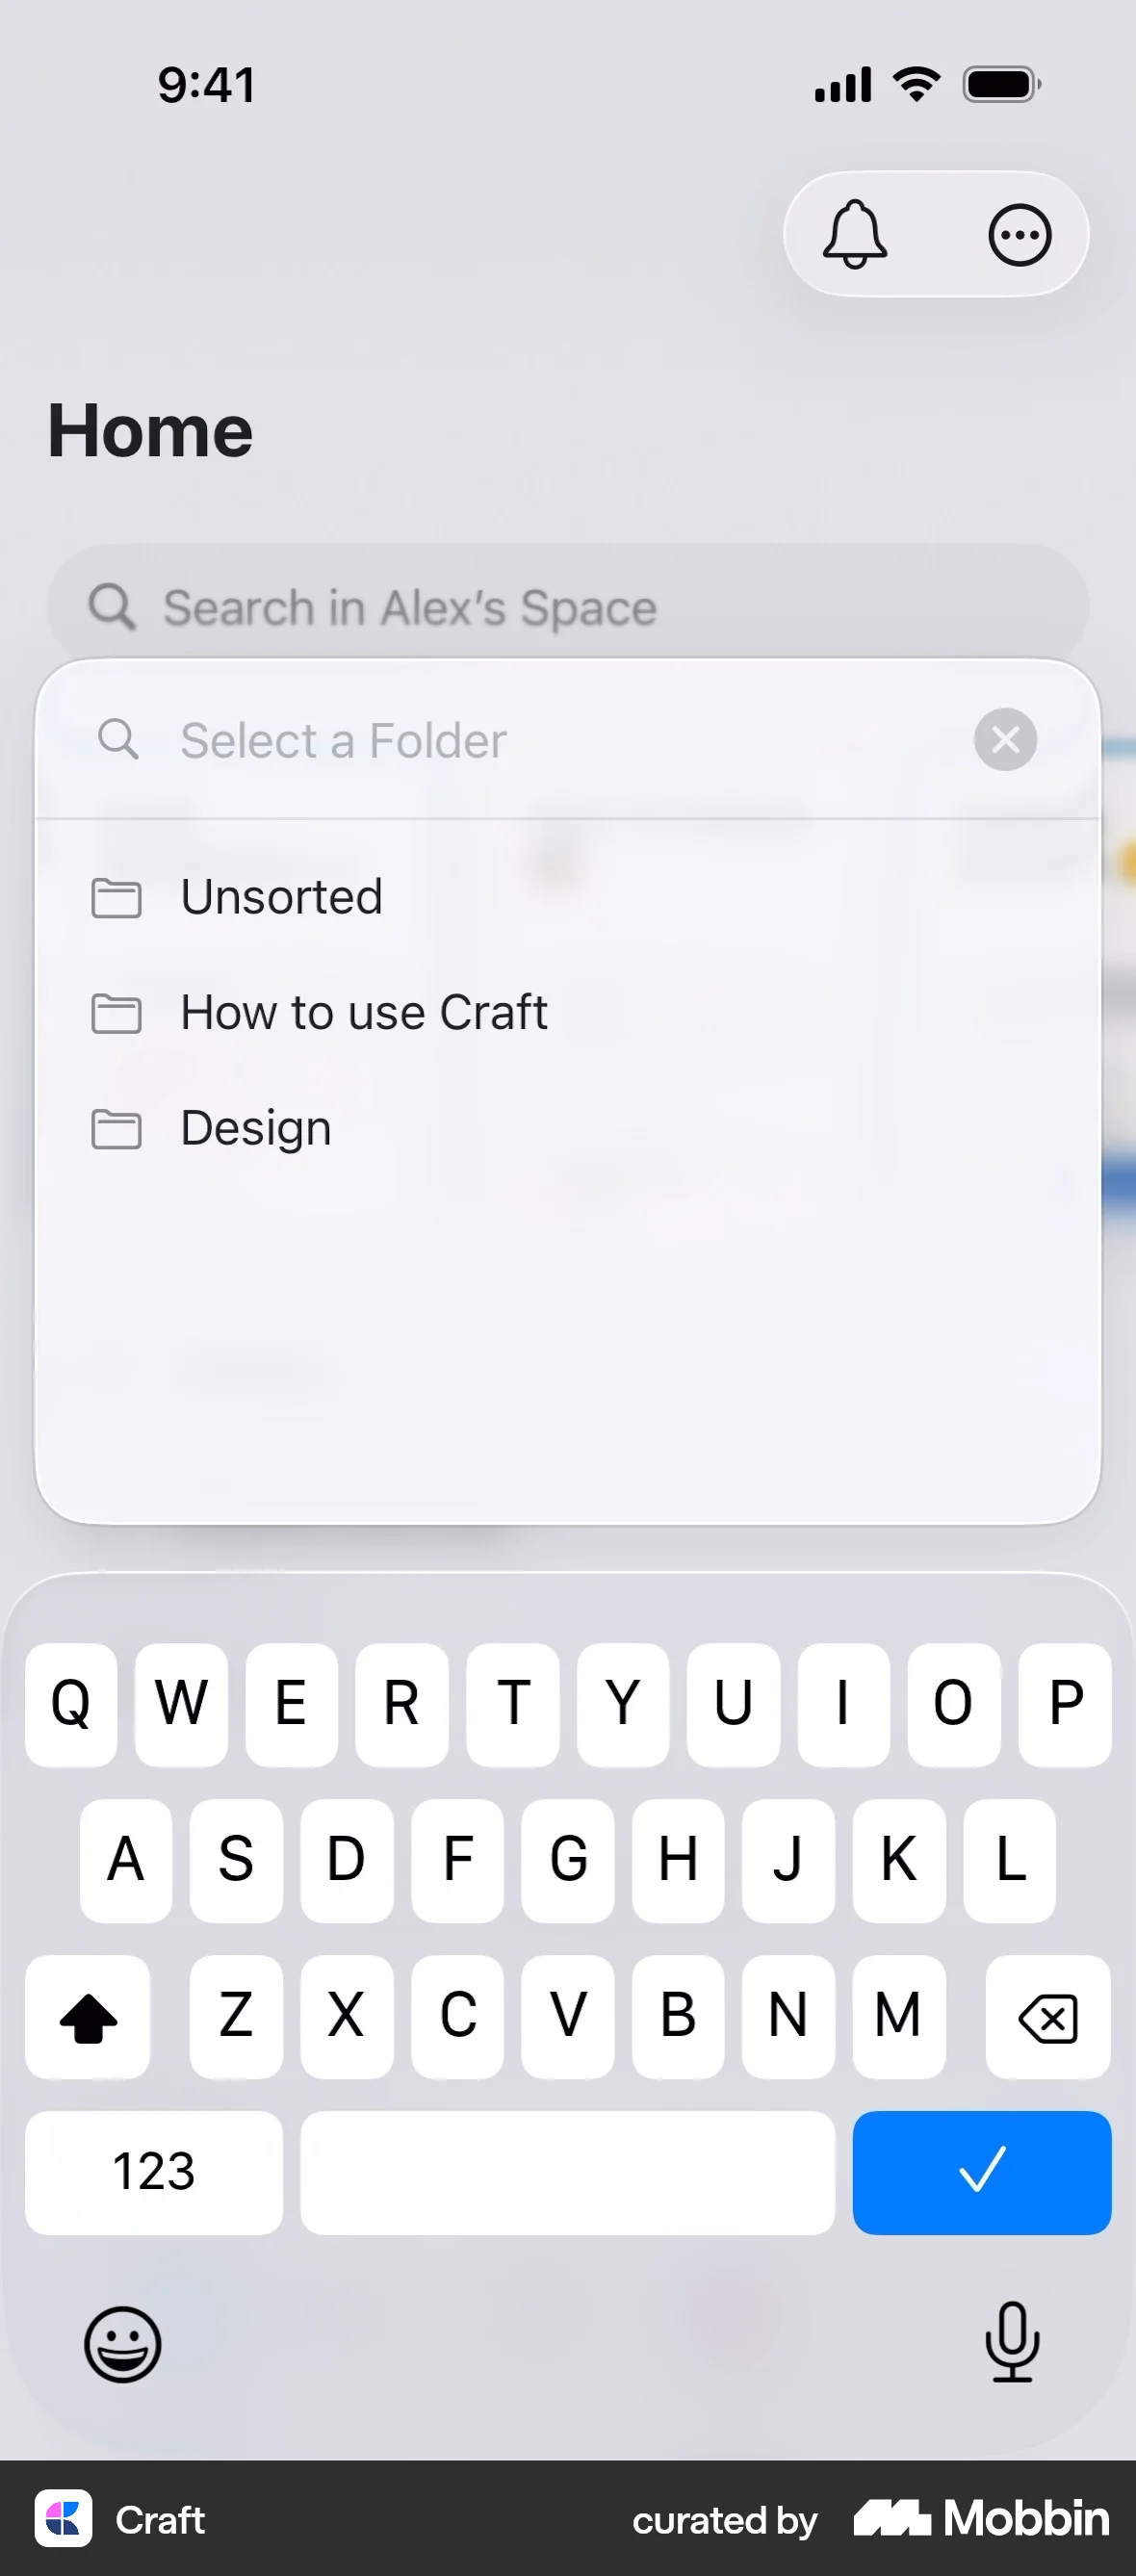 9:41
Home
Search in Alex’s Space
Select a Folder
Unsorted
How to use Craft
Design
Q W E R T Y U I O P
A S D F G H J K L
Z X C V B N M
123
Craft
curated by Mobbin